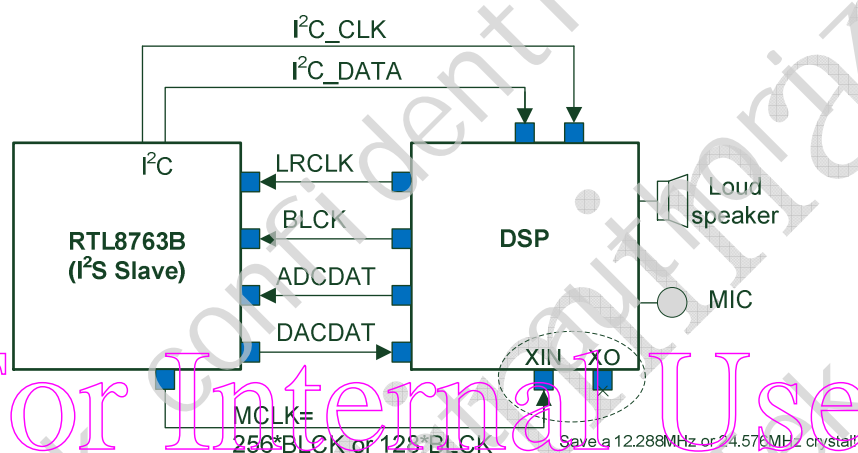 I²C_CLK
I²C_DATA
I²C
LRCLK
BLCK
ADCDAT
DACDAT
RTL8763B
(I²S Slave)
DSP
Loud
speaker
MIC
XIN XO
MCLK=
256*BLCK or 128*BLCK
Save a 12.288MHz or 24.576MHz crystal
For Internal Use
confidential